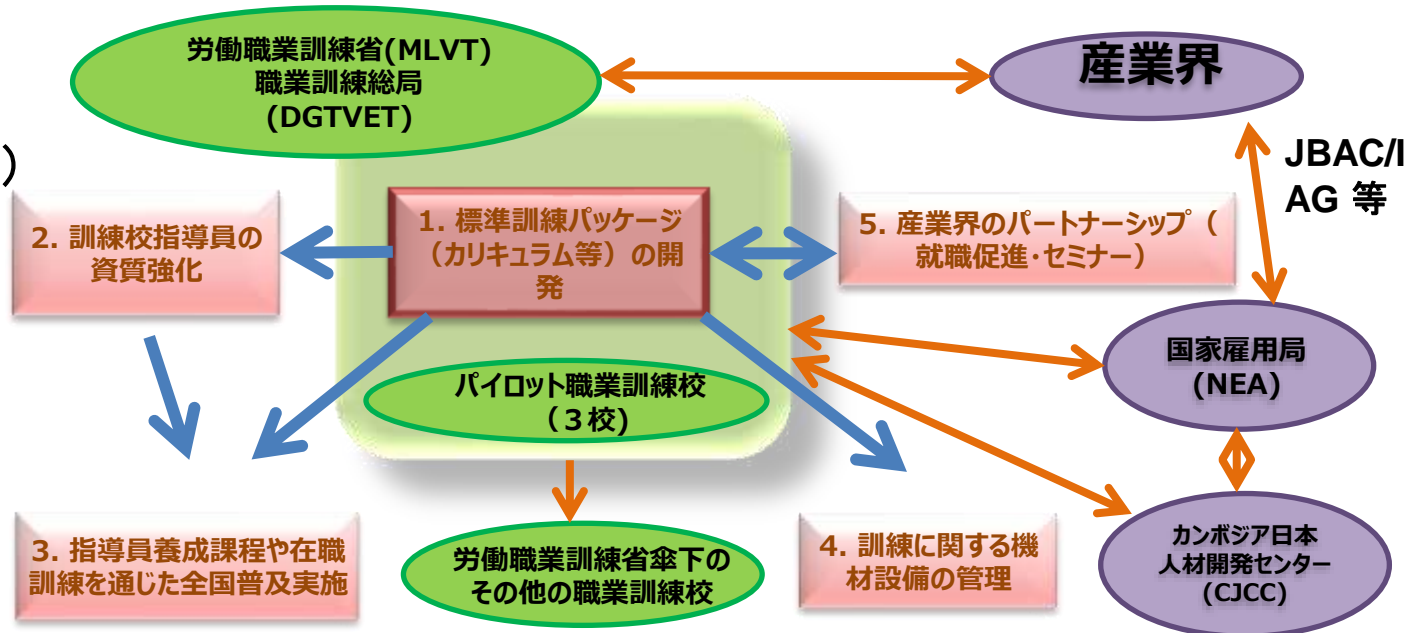 労働職業訓練省(MLVT)
職業訓練総局
(DGTVET)
産業界
)
JBAC/I
AG 等
2. 訓練校指導員の
資質強化
1. 標準訓練パッケージ
(カリキュラム等)の開
発
5. 産業界のパートナーシップ(
就職促進・セミナー)
国家雇用局
(NEA)
パイロット職業訓練校
(3校)
3. 指導員養成課程や在職
訓練を通じた全国普及実施
労働職業訓練省傘下の
その他の職業訓練校
4. 訓練に関する機
材設備の管理
カンボジア日本
人材開発センター
(CJCC)